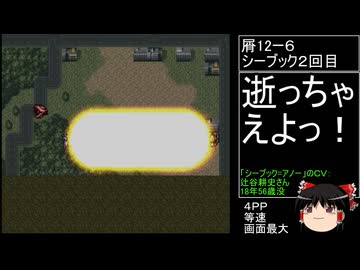 屑12ー6
シーブック２回目
逝っちゃ
えよっ！
「シーブック=アノー」のCV:
辻谷耕史さん
18年56歳没
4PP
等速
画面最大